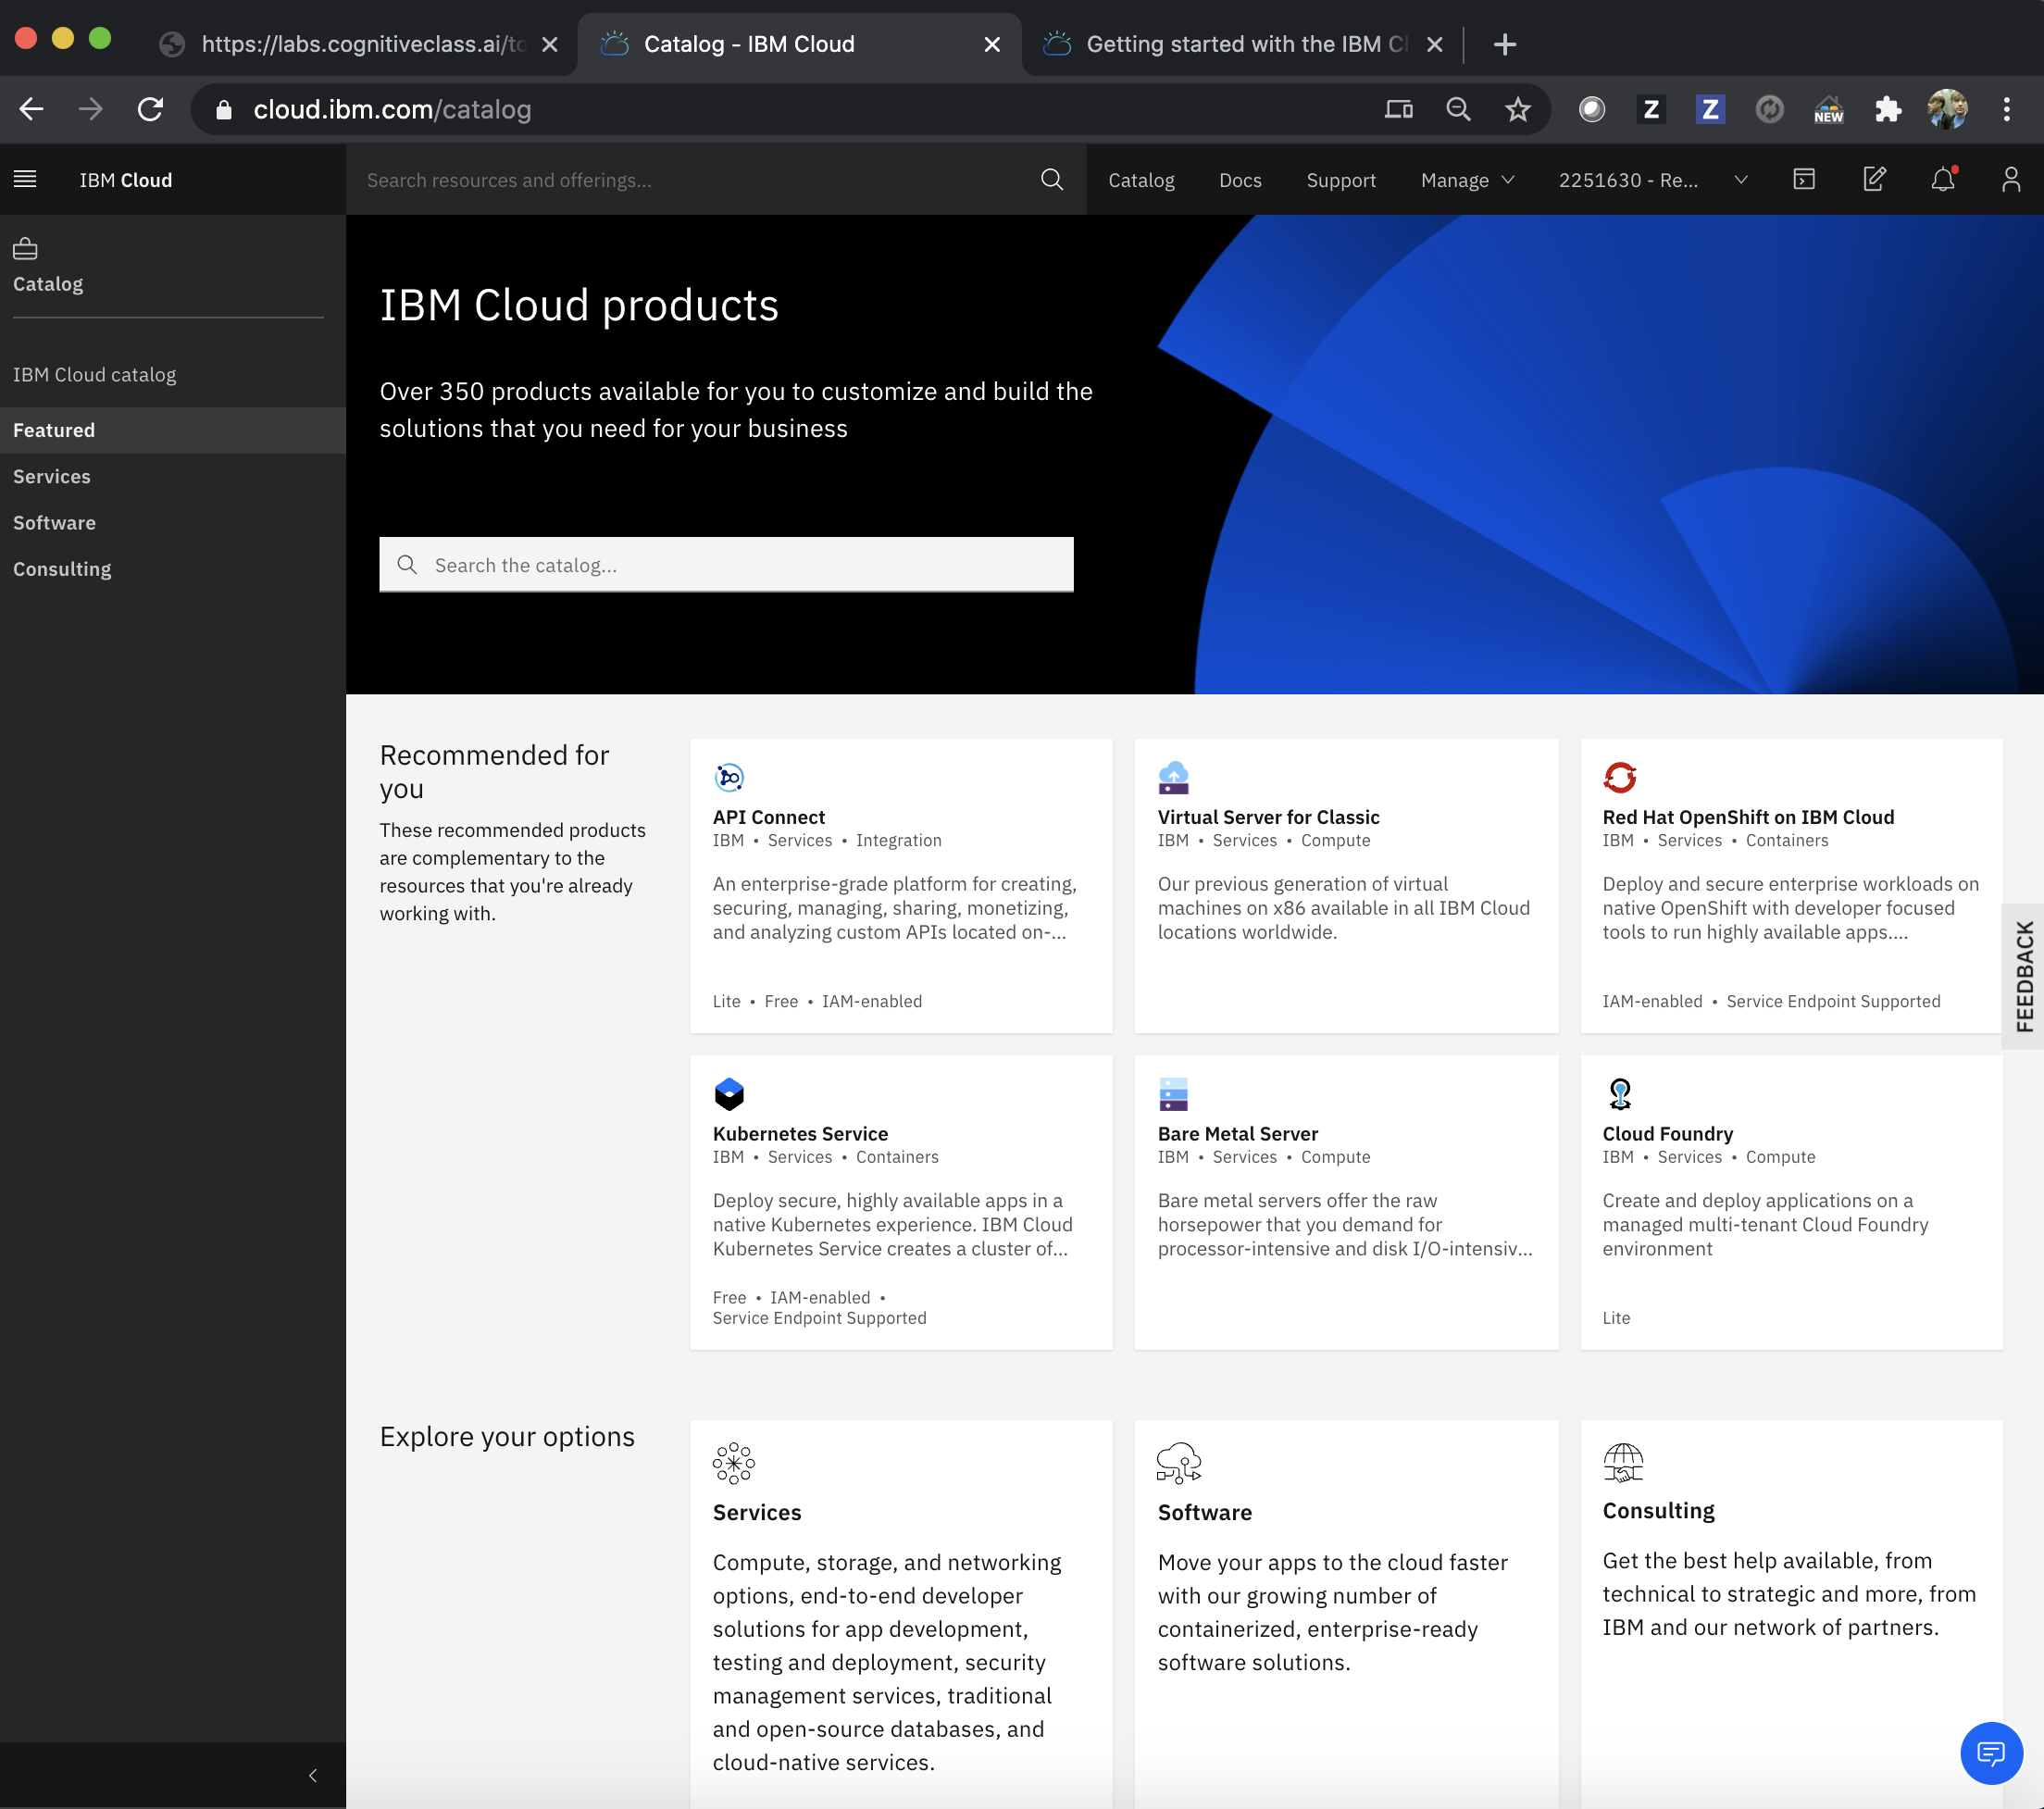 https://labs.cognitiveclass.ai/to
Catalog - IBM Cloud
Getting started with the IBM Cl
cloud.ibm.com/catalog
Z
Z
NEW
IBM Cloud
Search resources and offerings...
Catalog
Docs
Support
Manage
2251630 - Re...
Catalog
IBM Cloud catalog
Featured
Services
Software
Consulting
IBM Cloud products
Over 350 products available for you to customize and build the
solutions that you need for your business
Search the catalog...
Recommended for
you
These recommended products
are complementary to the
resources that you're already
working with.
API Connect
IBM • Services • Integration
An enterprise-grade platform for creating,
securing, managing, sharing, monetizing,
and analyzing custom APIs located on-...
Lite • Free • IAM-enabled
Virtual Server for Classic
IBM • Services • Compute
Our previous generation of virtual
machines on x86 available in all IBM Cloud
locations worldwide.
Red Hat OpenShift on IBM Cloud
IBM • Services • Containers
Deploy and secure enterprise workloads on
native OpenShift with developer focused
tools to run highly available apps....
IAM-enabled • Service Endpoint Supported
FEEDBACK
Kubernetes Service
IBM • Services • Containers
Deploy secure, highly available apps in a
native Kubernetes experience. IBM Cloud
Kubernetes Service creates a cluster of...
Free • IAM-enabled •
Service Endpoint Supported
Bare Metal Server
IBM • Services • Compute
Bare metal servers offer the raw
horsepower that you demand for
processor-intensive and disk I/O-intensiv...
Cloud Foundry
IBM • Services • Compute
Create and deploy applications on a
managed multi-tenant Cloud Foundry
environment
Lite
Explore your options
Services
Compute, storage, and networking
options, end-to-end developer
solutions for app development,
testing and deployment, security
management services, traditional
and open-source databases, and
cloud-native services.
Software
Move your apps to the cloud faster
with our growing number of
containerized, enterprise-ready
software solutions.
Consulting
Get the best help available, from
technical to strategic and more, from
IBM and our network of partners.